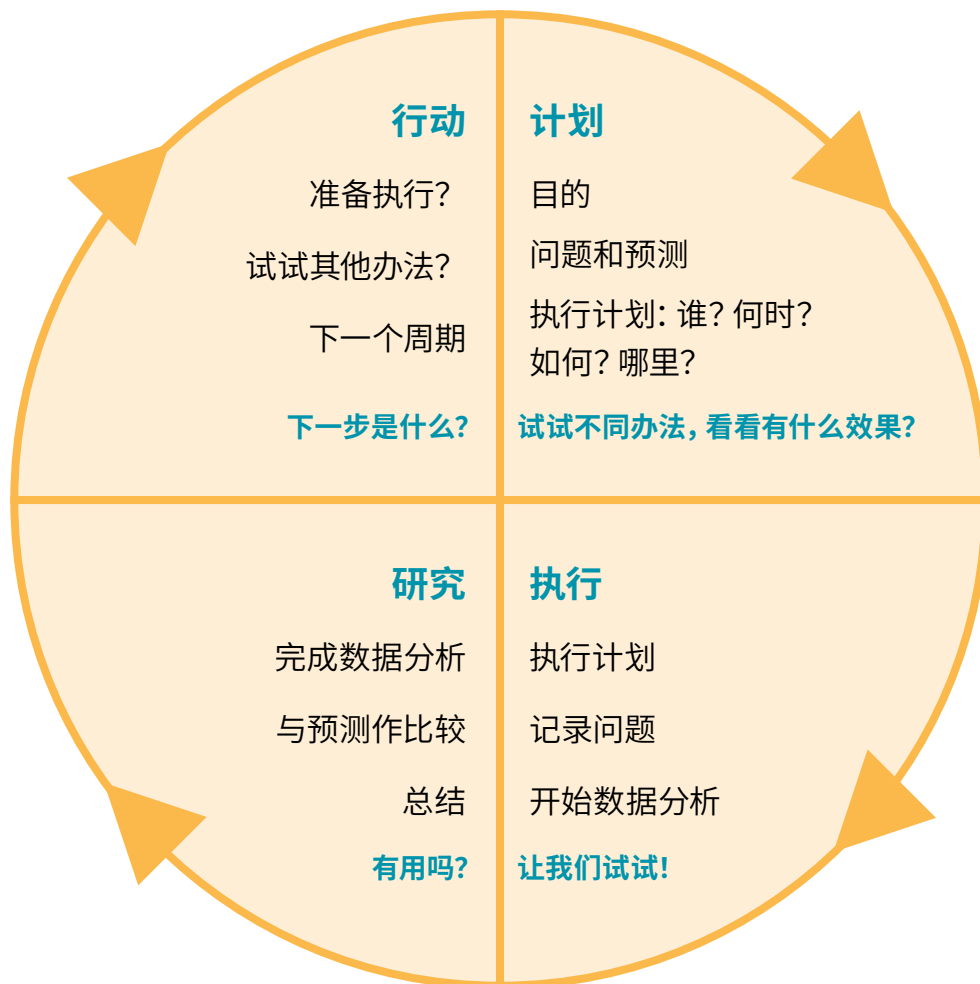 行动
准备执行？
试试其他办法？
下一个周期
下一步是什么？
计划
目的
问题和预测
执行计划：谁？何时？
如何？哪里？
试试不同办法，看看有什么效果？
研究
完成数据分析
与预测作比较
总结
有用吗？
执行
执行计划
记录问题
开始数据分析
让我们试试！